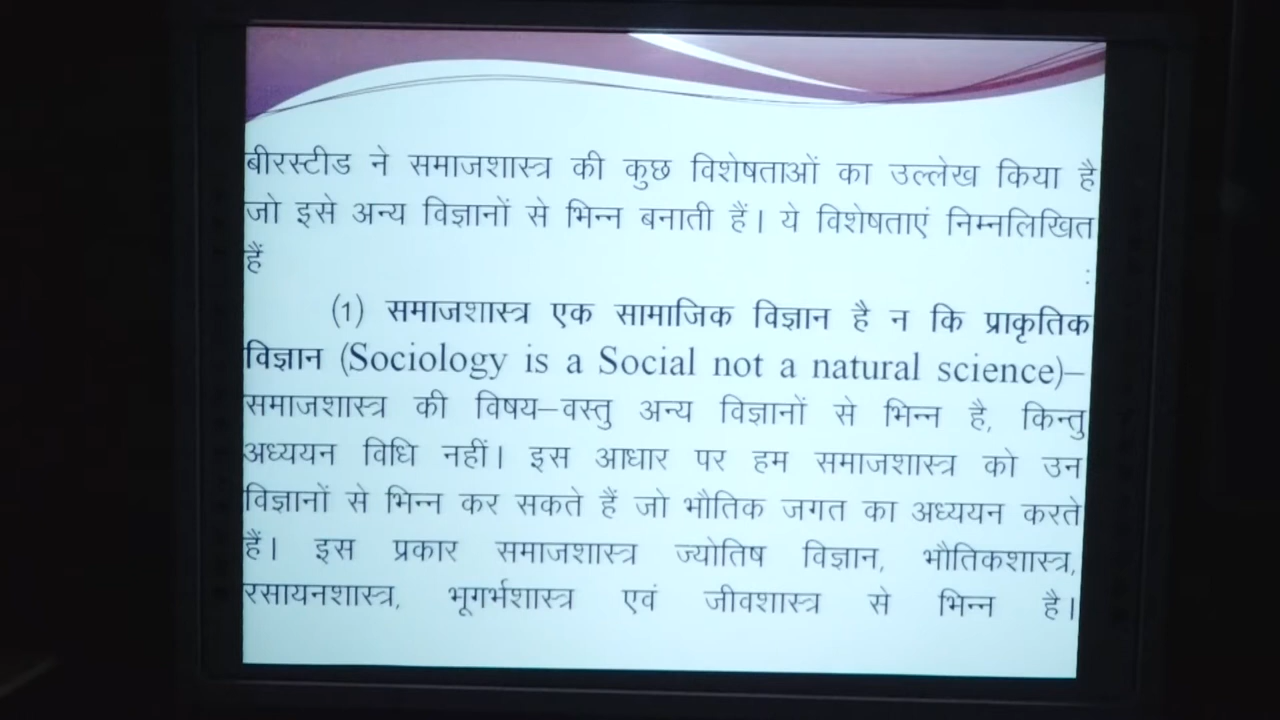 बीरस्टीड ने समाजशास्त्र की कुछ विशेषताओं का उल्लेख किया है
जो इसे अन्य विज्ञानों से भिन्न बनाती हैं। ये विशेषताएं निम्नलिखित
हैं :
(1) समाजशास्त्र एक सामाजिक विज्ञान है न कि प्राकृतिक
विज्ञान (Sociology is a Social not a natural science)–
समाजशास्त्र की विषय–वस्तु अन्य विज्ञानों से भिन्न है, किन्तु
अध्ययन विधि नहीं। इस आधार पर हम समाजशास्त्र को उन
विज्ञानों से भिन्न कर सकते हैं जो भौतिक जगत का अध्ययन करते
हैं। इस प्रकार समाजशास्त्र ज्योतिष विज्ञान, भौतिकशास्त्र,
रसायनशास्त्र, भूगर्भशास्त्र एवं जीवशास्त्र से भिन्न है।